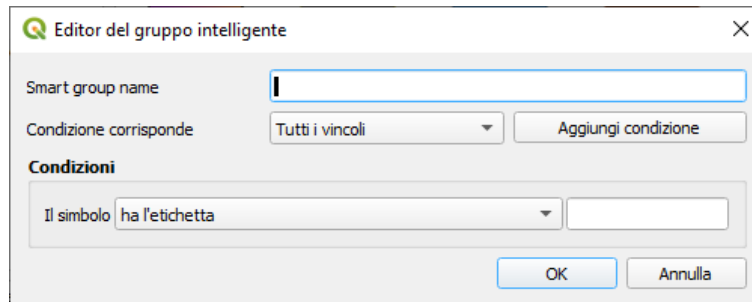 Editor del gruppo intelligente
Smart group name
Condizione corrisponde Tutti i vincoli Aggiungi condizione
Condizioni
Il simbolo ha l'etichetta
OK Annulla